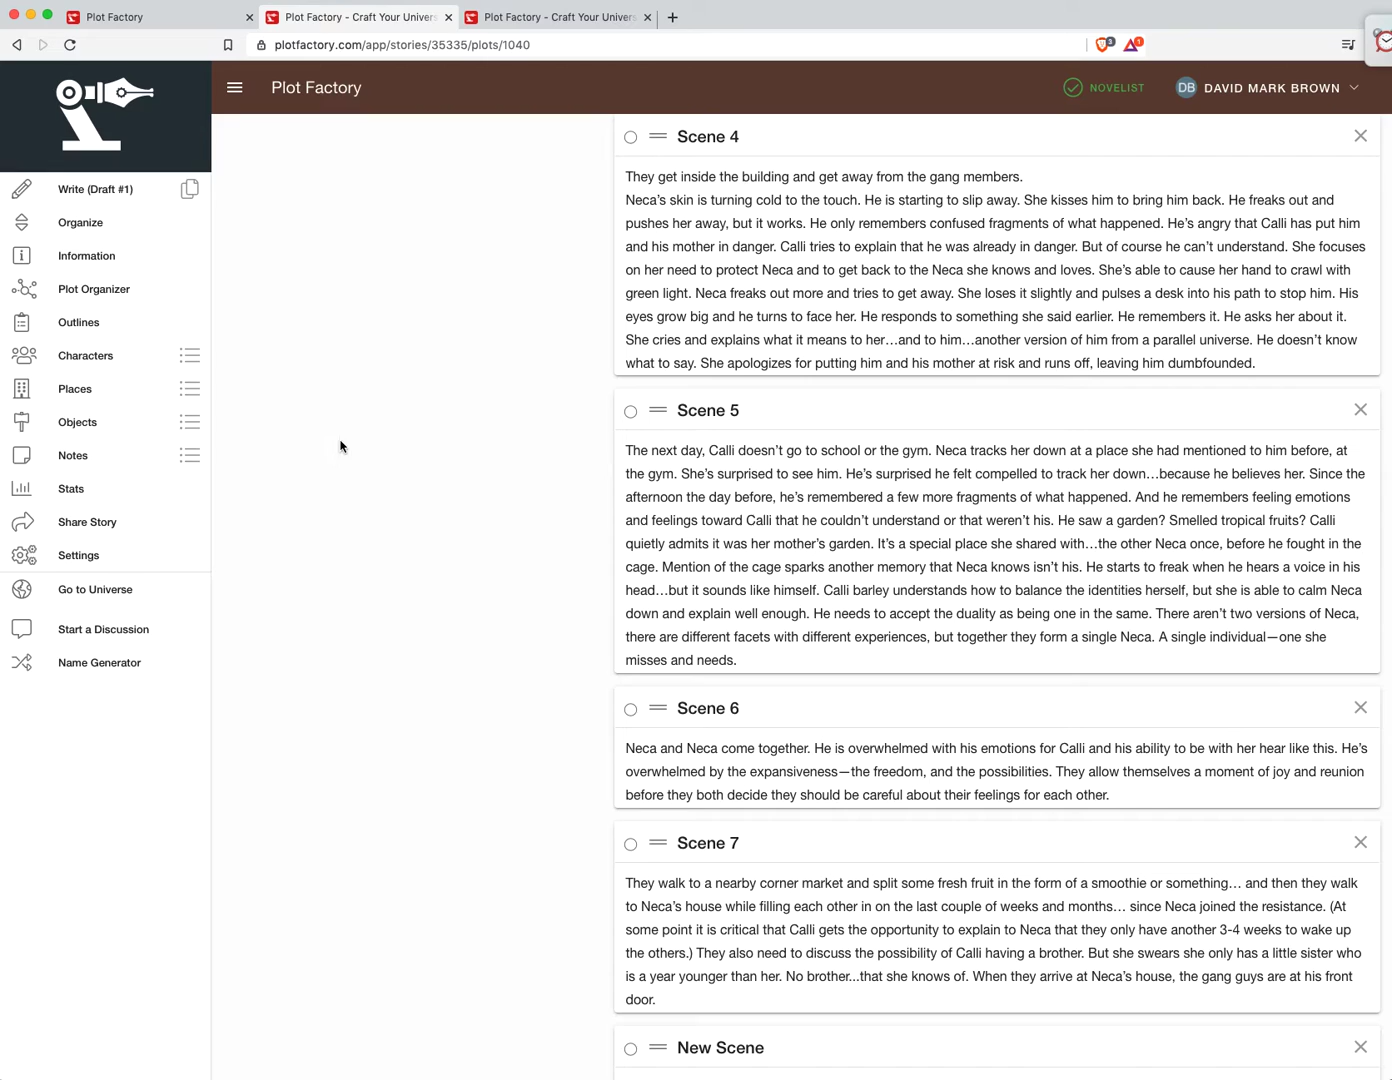 Plot Factory
Plot Factory - Craft Your Univer
Plot Factory - Craft Your Univer
plotfactory.com/app/stories/35335/plots/1040
3
1
Plot Factory
NOVELIST
DB
DAVID MARK BROWN
Write (Draft #1)
Organize
Information
Plot Organizer
Outlines
Characters
Places
Objects
Notes
Stats
Share Story
Settings
Go to Universe
Start a Discussion
Name Generator
Scene 4
They get inside the building and get away from the gang members.
Neca’s skin is turning cold to the touch. He is starting to slip away. She kisses him to bring him back. He freaks out and
pushes her away, but it works. He only remembers confused fragments of what happened. He’s angry that Calli has put him
and his mother in danger. Calli tries to explain that he was already in danger. But of course he can’t understand. She focuses
on her need to protect Neca and to get back to the Neca she knows and loves. She’s able to cause her hand to crawl with
green light. Neca freaks out more and tries to get away. She loses it slightly and pulses a desk into his path to stop him. His
eyes grow big and he turns to face her. He responds to something she said earlier. He remembers it. He asks her about it.
She cries and explains what it means to her…and to him…another version of him from a parallel universe. He doesn’t know
what to say. She apologizes for putting him and his mother at risk and runs off, leaving him dumbfounded.
Scene 5
The next day, Calli doesn’t go to school or the gym. Neca tracks her down at a place she had mentioned to him before, at
the gym. She’s surprised to see him. He’s surprised he felt compelled to track her down…because he believes her. Since the
afternoon the day before, he’s remembered a few more fragments of what happened. And he remembers feeling emotions
and feelings toward Calli that he couldn’t understand or that weren’t his. He saw a garden? Smelled tropical fruits? Calli
quietly admits it was her mother’s garden. It’s a special place she shared with…the other Neca once, before he fought in the
cage. Mention of the cage sparks another memory that Neca knows isn’t his. He starts to freak when he hears a voice in his
head…but it sounds like himself. Calli barley understands how to balance the identities herself, but she is able to calm Neca
down and explain well enough. He needs to accept the duality as being one in the same. There aren’t two versions of Neca,
there are different facets with different experiences, but together they form a single Neca. A single individual—one she
misses and needs.
Scene 6
Neca and Neca come together. He is overwhelmed with his emotions for Calli and his ability to be with her hear like this. He’s
overwhelmed by the expansiveness—the freedom, and the possibilities. They allow themselves a moment of joy and reunion
before they both decide they should be careful about their feelings for each other.
Scene 7
They walk to a nearby corner market and split some fresh fruit in the form of a smoothie or something… and then they walk
to Neca’s house while filling each other in on the last couple of weeks and months… since Neca joined the resistance. (At
some point it is critical that Calli gets the opportunity to explain to Neca that they only have another 3-4 weeks to wake up
the others.) They also need to discuss the possibility of Calli having a brother. But she swears she only has a little sister who
is a year younger than her. No brother...that she knows of. When they arrive at Neca’s house, the gang guys are at his front
door.
New Scene